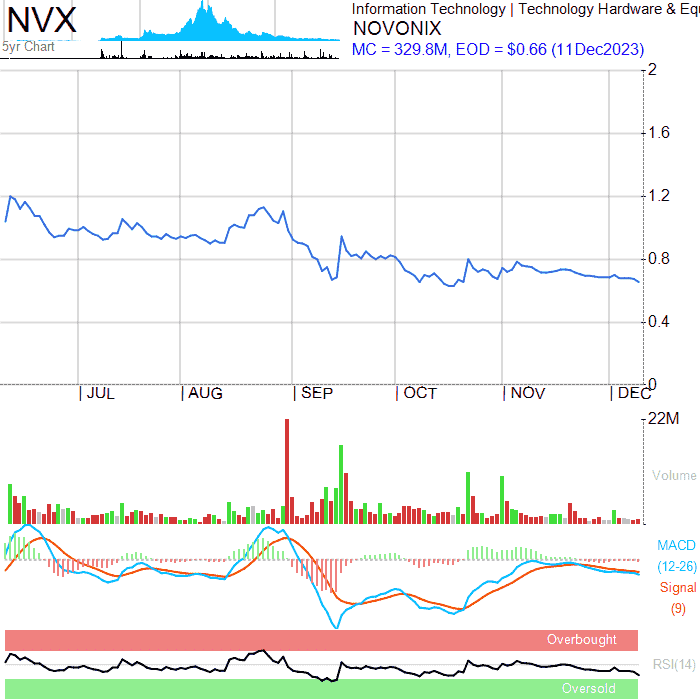 NVX
5yr Chart
Information Technology | Technology Hardware & Equ
NOVONIX
MC = 329.8M, EOD = $0.66 (11Dec2023)
2
1.6
1.2
0.8
0.4
0
| JUL | AUG | SEP | OCT | NOV | DEC
22M
Volume
MACD
(12-26)
Signal
(9)
Overbought
RSI(14)
Oversold